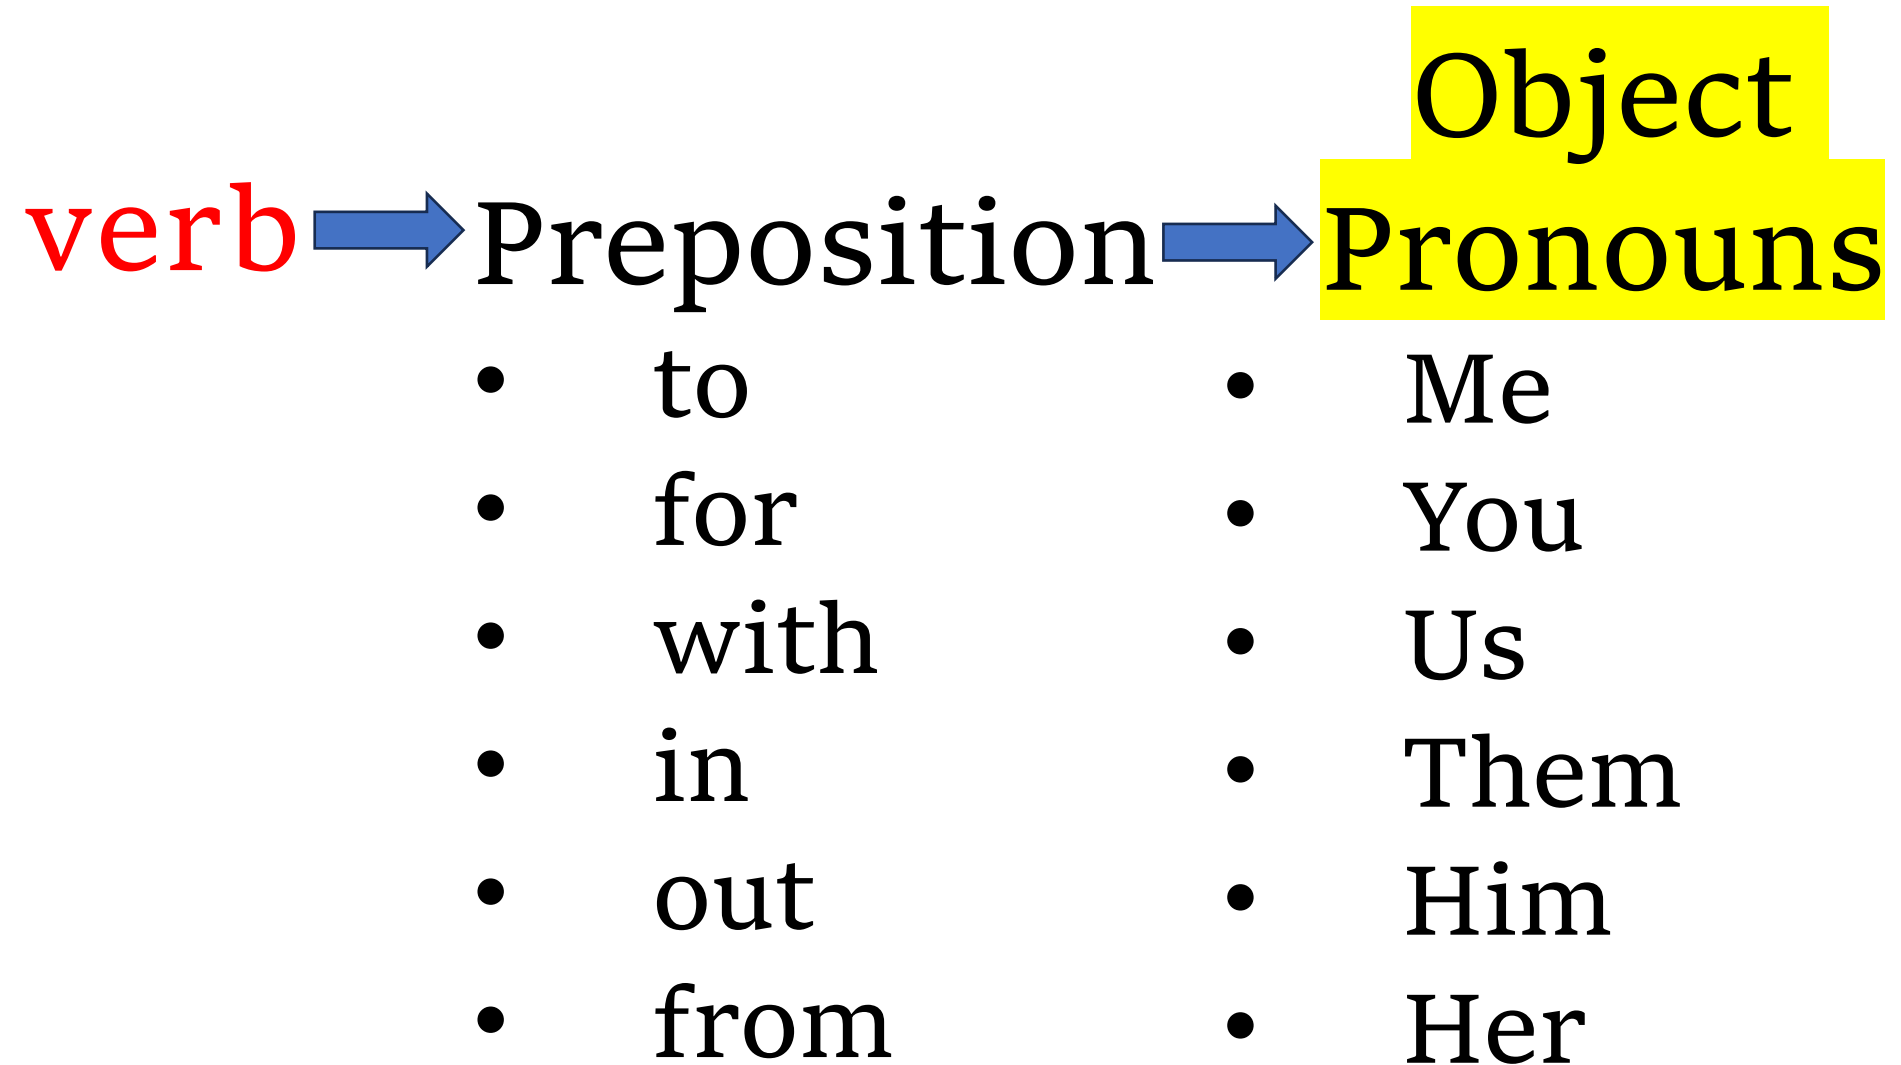 verb
Preposition
• to
• for
• with
• in
• out
• from
Object
Pronouns
• Me
• You
• Us
• Them
• Him
• Her